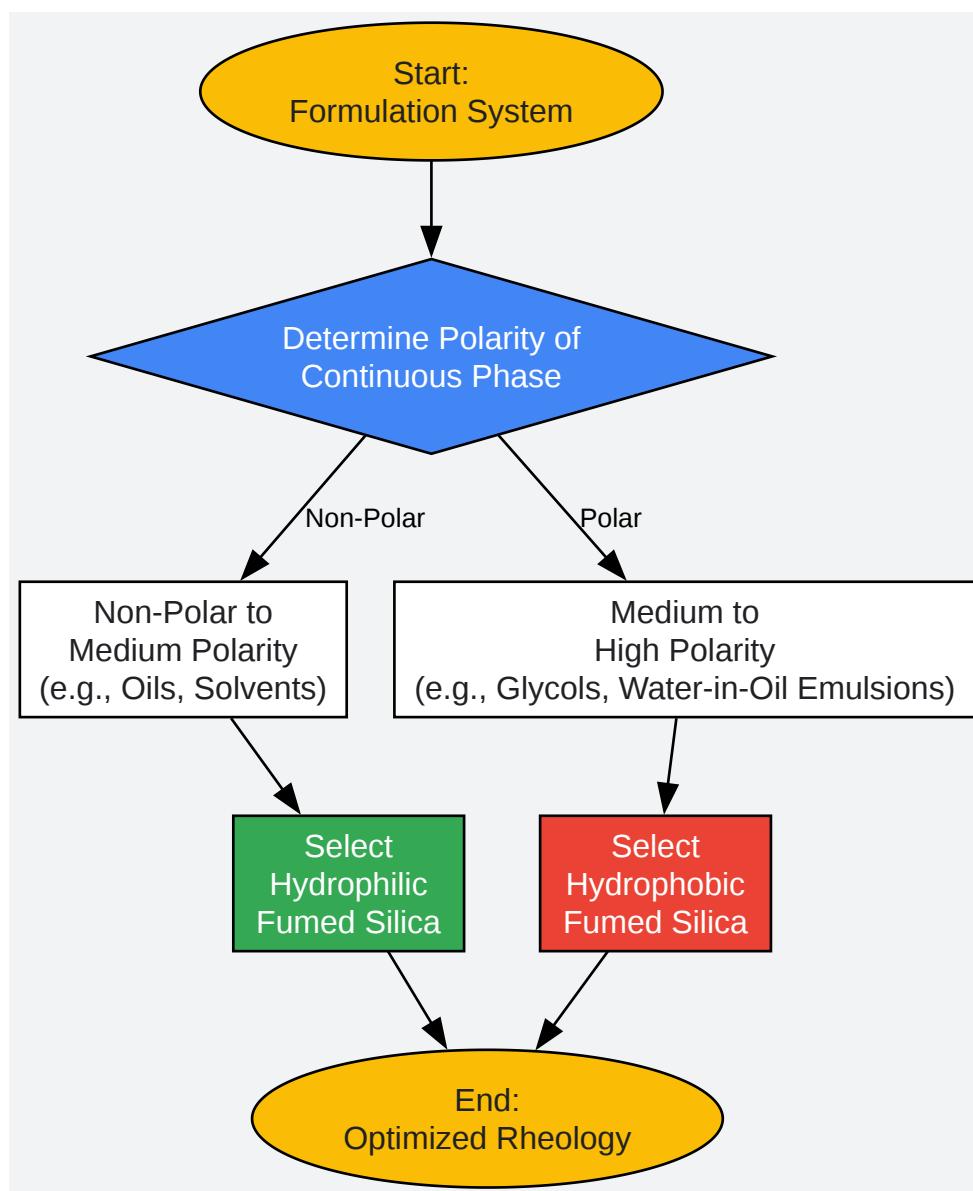 Start:
Formulation System
Determine Polarity of
Continuous Phase
Non-Polar
Polar
Non-Polar to
Medium Polarity
(e.g., Oils, Solvents)
Medium to
High Polarity
(e.g., Glycols, Water-in-Oil Emulsions)
Select
Hydrophilic
Fumed Silica
Select
Hydrophobic
Fumed Silica
End:
Optimized Rheology